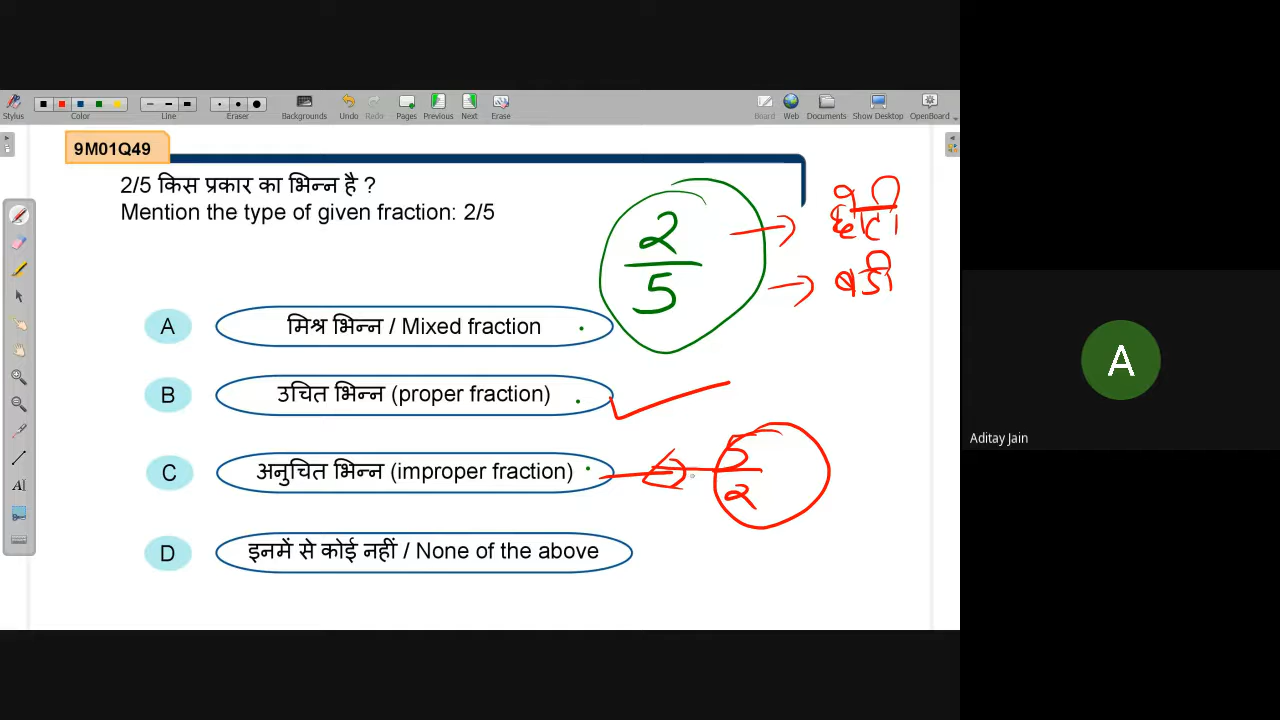 Stylus
Color
Line
Eraser
Backgrounds
Undo
Redo
Pages
Previous
Next
Erase
Board
Web
Documents
Show Desktop
OpenBoard
9M01Q49
2/5 किस प्रकार का भिन्न है ?
Mention the type of given fraction: 2/5
2
5
छोटी
बडी
A
मिश्र भिन्न / Mixed fraction
B
उचित भिन्न (proper fraction)
C
अनुचित भिन्न (improper fraction)
5
2
D
इनमें से कोई नहीं / None of the above
A
Aditay Jain